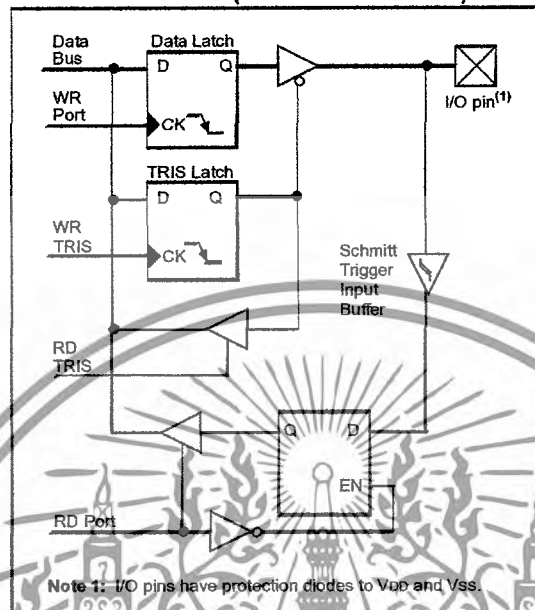 Data Bus
Data Latch
D
Q
WR Port
CK
I/O pin(1)
TRIS Latch
D
Q
WR TRIS
CK
Schmitt Trigger Input Buffer
RD TRIS
Q
D
EN
RD Port
Note 1: I/O pins have protection diodes to VDD and VSS.